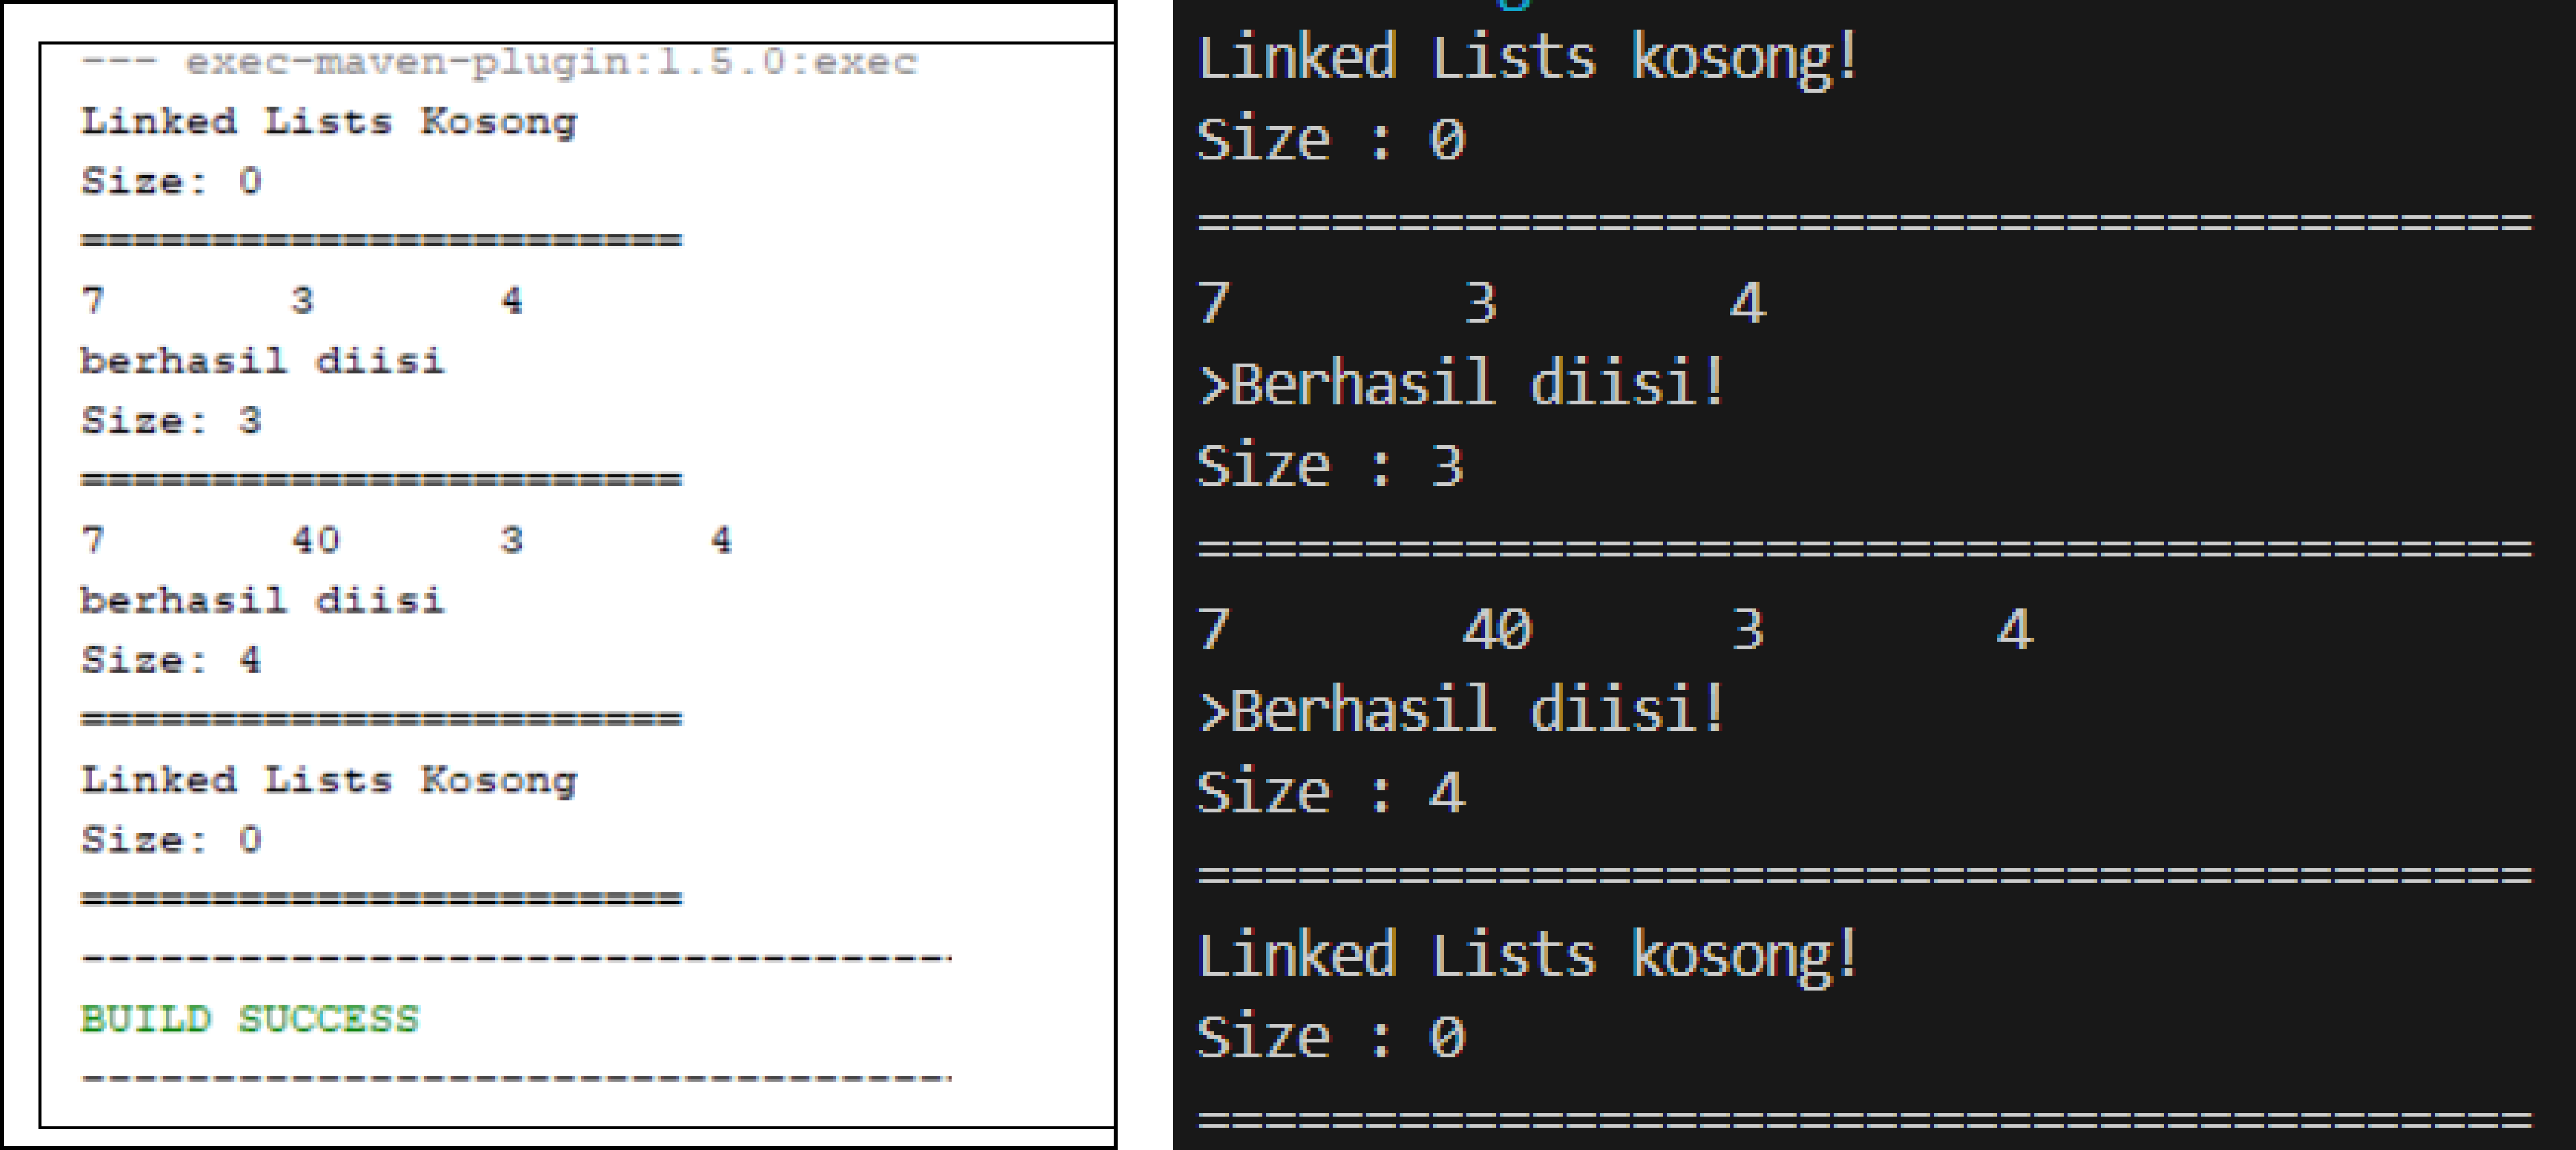 --- exec-maven-plugin:1.5.0:exec
Linked Lists Kosong
Size: 0
=======================
7 3 4
berhasil diisi
Size: 3
=======================
7 40 3 4
berhasil diisi
Size: 4
=======================
Linked Lists Kosong
Size: 0
=======================
----------------------------------
BUILD SUCCESS
----------------------------------
Linked Lists kosong!
Size : 0
========================================
7 3 4
>Berhasil diisi!
Size : 3
========================================
7 40 3 4
>Berhasil diisi!
Size : 4
========================================
Linked Lists kosong!
Size : 0
========================================